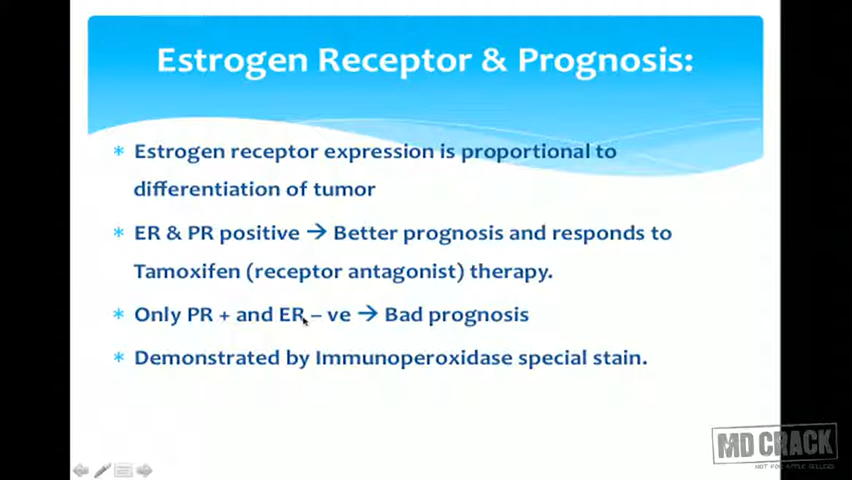 Estrogen Receptor & Prognosis:
* Estrogen receptor expression is proportional to
differentiation of tumor
* ER & PR positive → Better prognosis and responds to
Tamoxifen (receptor antagonist) therapy.
* Only PR + and ER – ve → Bad prognosis
* Demonstrated by Immunoperoxidase special stain.
MD CRACK